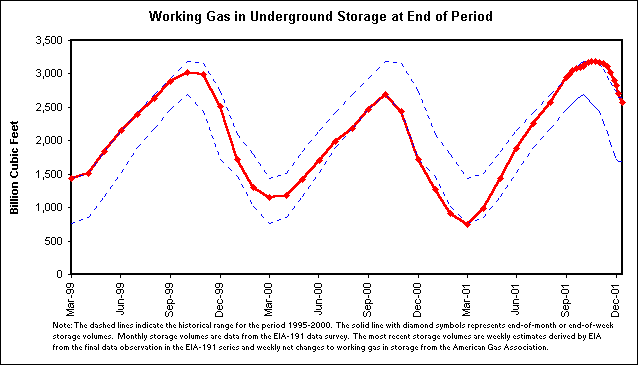 Working Gas in Underground Storage at End of Period
Billion Cubic Feet
3,500
3,000
2,500
2,000
1,500
1,000
500
0
Mar-99
Jun-99
Sep-99
Dec-99
Mar-00
Jun-00
Sep-00
Dec-00
Mar-01
Jun-01
Sep-01
Dec-01
Note: The dashed lines indicate the historical range for the period 1995-2000. The solid line with diamond symbols represents end-of-month or end-of-week
storage volumes. Monthly storage volumes are data from the EIA-191 data survey. The most recent storage volumes are weekly estimates derived by EIA
from the final data observation in the EIA-191 series and weekly net changes to working gas in storage from the American Gas Association.